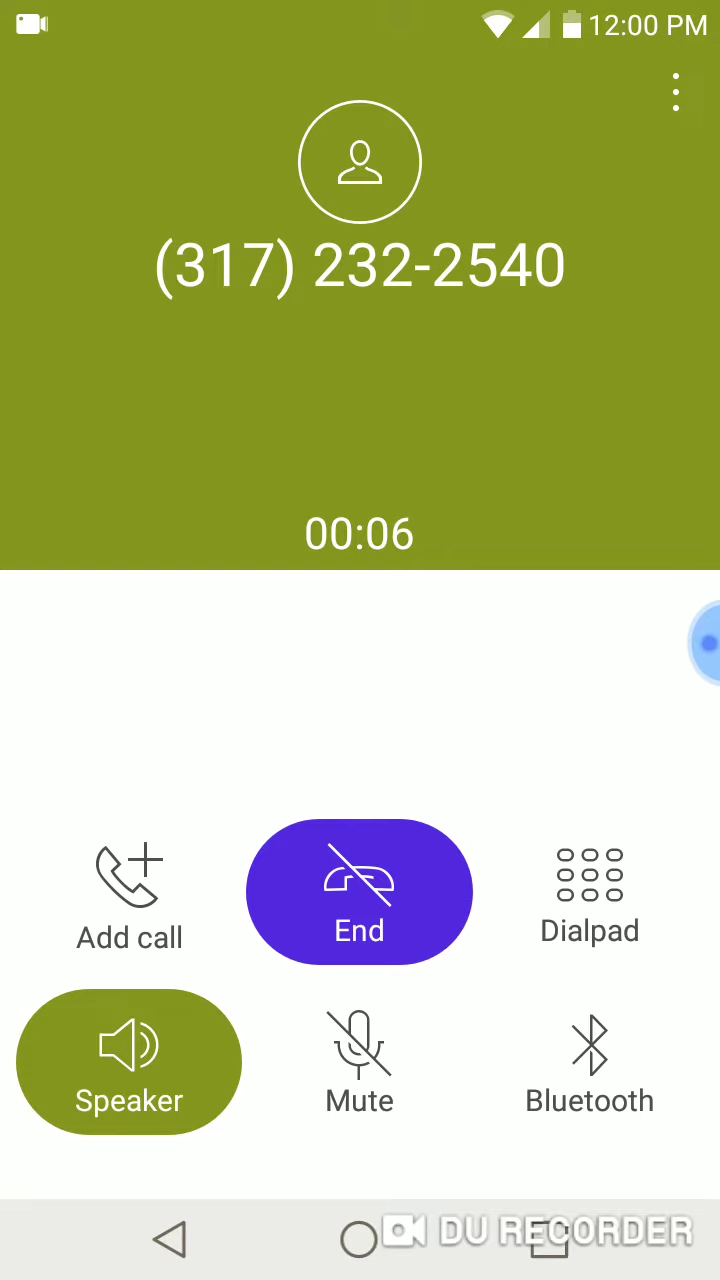 12:00 PM
(317) 232-2540
00:06
Add call
End
Dialpad
Speaker
Mute
Bluetooth
DU RECORDER